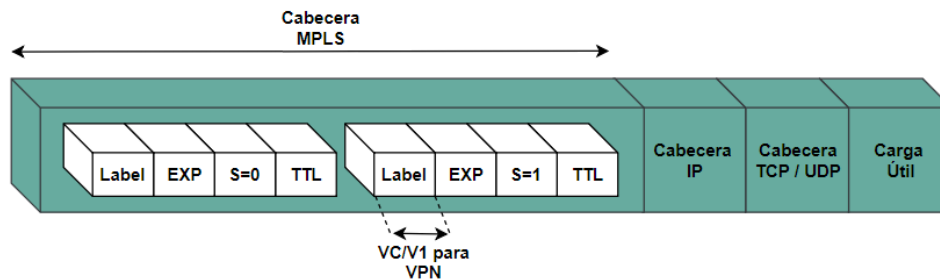 Cabecera
MPLS
Label EXP S=0 TTL Label EXP S=1 TTL
Cabecera
IP
Cabecera
TCP / UDP
Carga
Útil
VC/V1 para
VPN